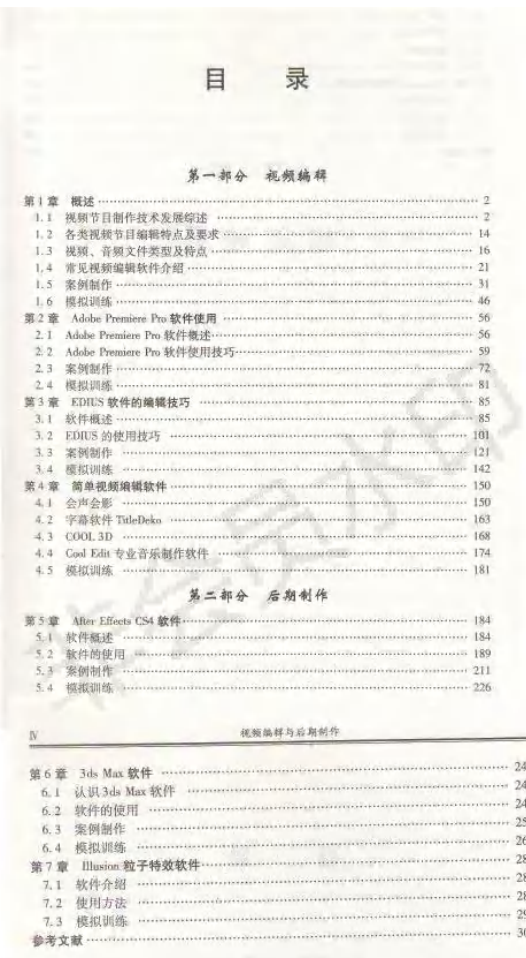 目 录
第一部分 视频编辑
第1章 概述 2
1.1 视频节目制作技术发展综述 2
1.2 各类视频节目编辑特点及要求 14
1.3 视频、音频文件类型及特点 16
1.4 常见视频编辑软件介绍 21
1.5 案例制作 31
1.6 模拟训练 46
第2章 Adobe Premiere Pro 软件使用 56
2.1 Adobe Premiere Pro 软件概述 56
2.2 Adobe Premiere Pro 软件使用技巧 59
2.3 案例制作 72
2.4 模拟训练 81
第3章 EDIUS 软件的编辑技巧 85
3.1 软件概述 85
3.2 EDIUS 的使用技巧 101
3.3 案例制作 121
3.4 模拟训练 142
第4章 简单视频编辑软件 150
4.1 会声会影 150
4.2 字幕软件 TitleDeko 163
4.3 COOL 3D 168
4.4 Cool Edit 专业音乐制作软件 174
4.5 模拟训练 181
第二部分 后期制作
第5章 After Effects CS4 软件 184
5.1 软件概述 184
5.2 软件的使用 189
5.3 案例制作 211
5.4 模拟训练 226
Ⅳ 视频编辑与后期制作
第6章 3ds Max 软件 24
6.1 认识 3ds Max 软件 24
6.2 软件的使用 24
6.3 案例制作 25
6.4 模拟训练 26
第7章 Illusion 粒子特效软件 28
7.1 软件介绍 28
7.2 使用方法 28
7.3 模拟训练 29
参考文献 30
非会员水印